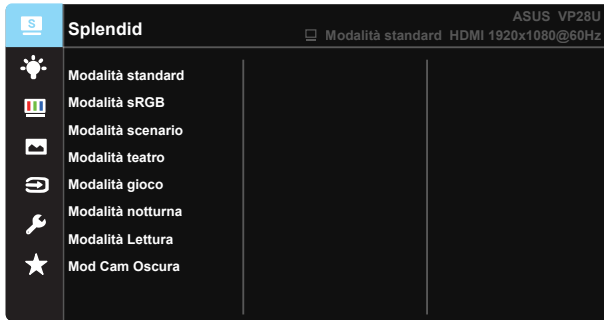 S
Splendid
ASUS VP28U
Modalità standard HDMI 1920x1080@60Hz
Modalità standard
Modalità sRGB
Modalità scenario
Modalità teatro
Modalità gioco
Modalità notturna
Modalità Lettura
Mod Cam Oscura